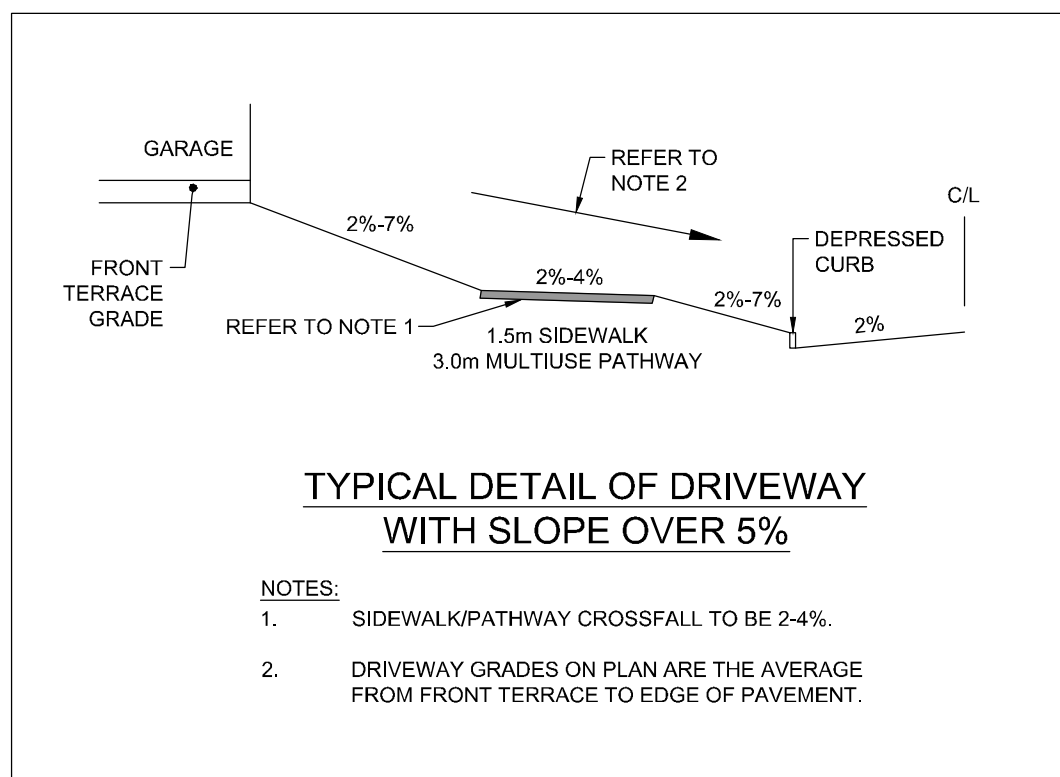 GARAGE
REFER TO
NOTE 2
C/L
2%-7%
DEPRESSED
CURB
FRONT
TERRACE
GRADE
2%-4%
2%-7%
2%
REFER TO NOTE 1
1.5m SIDEWALK
3.0m MULTIUSE PATHWAY
TYPICAL DETAIL OF DRIVEWAY
WITH SLOPE OVER 5%
NOTES:
1. SIDEWALK/PATHWAY CROSSFALL TO BE 2-4%.
2. DRIVEWAY GRADES ON PLAN ARE THE AVERAGE
FROM FRONT TERRACE TO EDGE OF PAVEMENT.